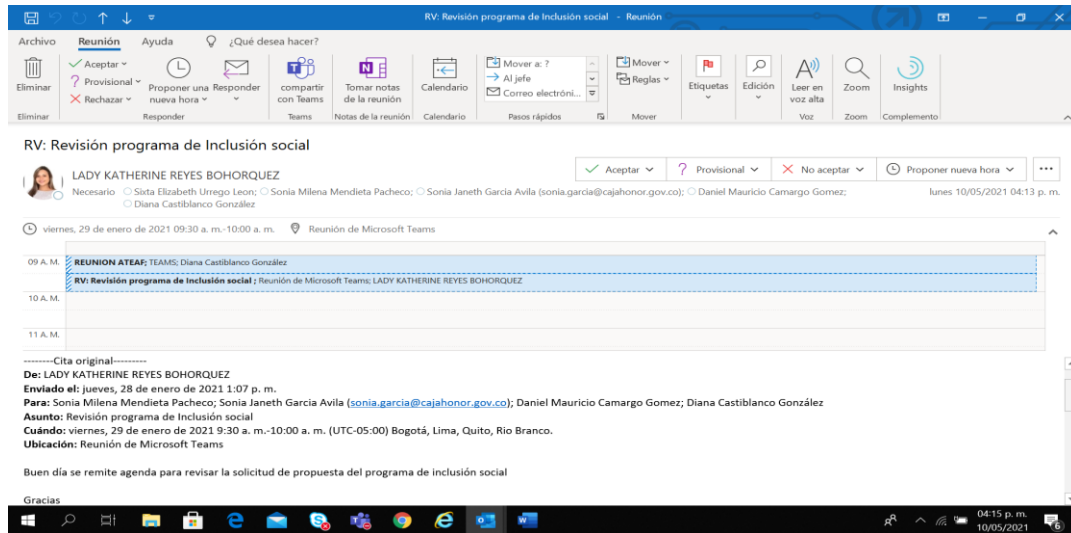 RV: Revisión programa de Inclusión social - Reunión
Archivo Reunión Ayuda ¿Qué desea hacer?
Eliminar
Aceptar
Provisional
Rechazar
Proponer una nueva hora
Responder
compartir con Teams
Tomar notas de la reunión
Calendario
Mover a: ?
Al jefe
Correo electróni...
Mover
Reglas
Etiquetas
Edición
Leer en voz alta
Zoom
Insights
Eliminar Responder Teams Notas de la reunión Calendario Pasos rápidos Mover Voz Zoom Complemento
RV: Revisión programa de Inclusión social
LADY KATHERINE REYES BOHORQUEZ
Aceptar Provisional No aceptar Proponer nueva hora
Necesario Sixta Elizabeth Urrego Leon; Sonia Milena Mendieta Pacheco; Sonia Janeth Garcia Avila (sonia.garcia@cajahonor.gov.co); Daniel Mauricio Camargo Gomez; lunes 10/05/2021 04:13 p. m.
Diana Castiblanco González
viernes, 29 de enero de 2021 09:30 a. m.-10:00 a. m. Reunión de Microsoft Teams
09 A. M. REUNION ATEAF; TEAMS; Diana Castiblanco González
RV: Revisión programa de Inclusión social ; Reunión de Microsoft Teams; LADY KATHERINE REYES BOHORQUEZ
10 A. M.
11 A. M.
--------Cita original---------
De: LADY KATHERINE REYES BOHORQUEZ
Enviado el: jueves, 28 de enero de 2021 1:07 p. m.
Para: Sonia Milena Mendieta Pacheco; Sonia Janeth Garcia Avila (sonia.garcia@cajahonor.gov.co); Daniel Mauricio Camargo Gomez; Diana Castiblanco González
Asunto: Revisión programa de Inclusión social
Cuándo: viernes, 29 de enero de 2021 9:30 a. m.-10:00 a. m. (UTC-05:00) Bogotá, Lima, Quito, Rio Branco.
Ubicación: Reunión de Microsoft Teams
Buen día se remite agenda para revisar la solicitud de propuesta del programa de inclusión social
Gracias
04:15 p. m.
10/05/2021